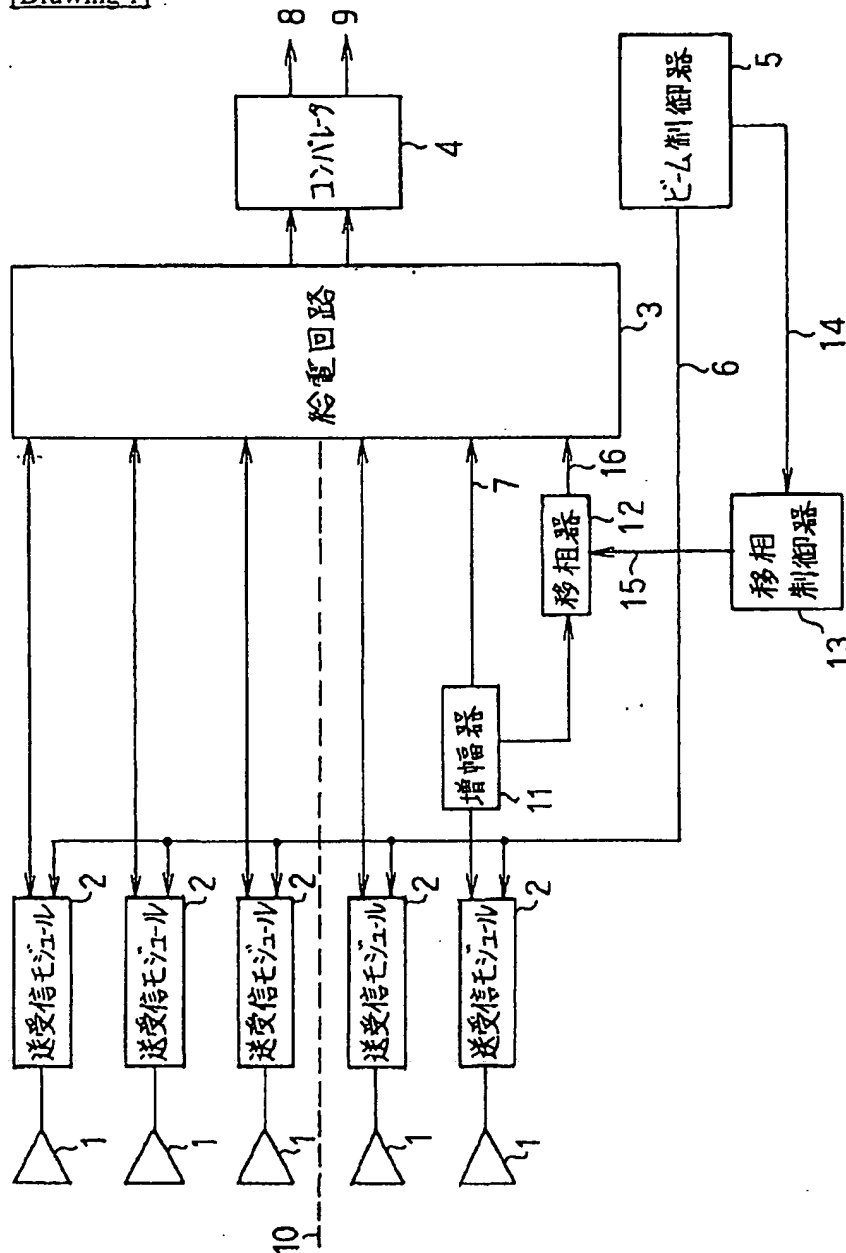 [Drawing 1]
8
9
コンパレータ
4
ビーム制御器
5
給電回路
3
14
6
7
16
移相器
12
15
移相
制御器
13
増幅器
11
送受信モジュール
2
送受信モジュール
2
送受信モジュール
2
送受信モジュール
2
送受信モジュール
2
1
1
1
1
1
10